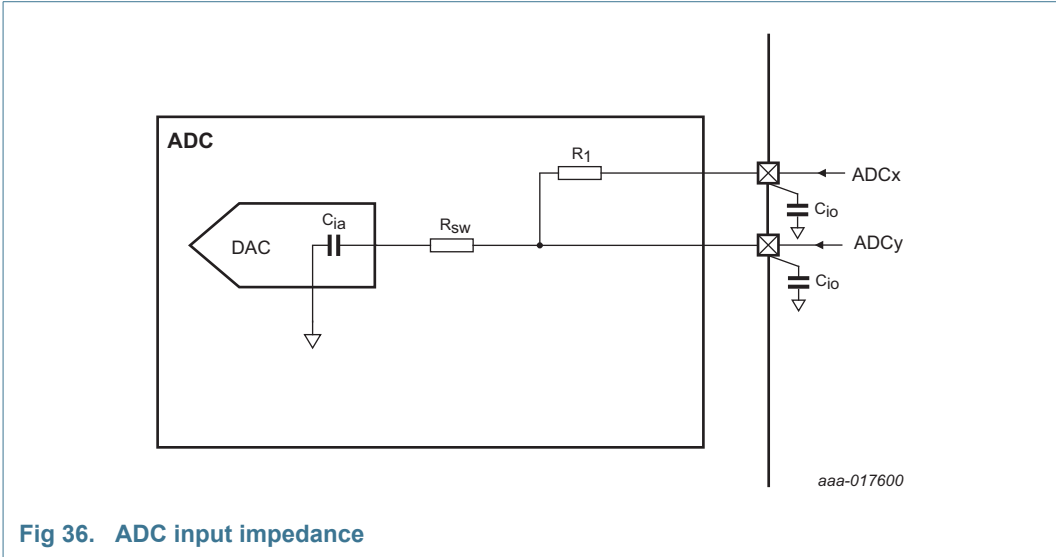 ADC
R1
ADCx
Cio
Cia
Rsw
DAC
ADCy
Cio
aaa-017600
Fig 36. ADC input impedance